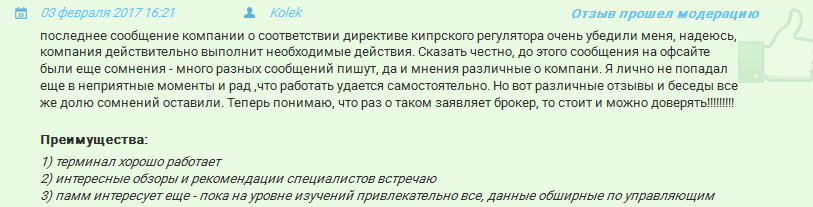 03 февраля 2017 16:21 Kolek Отзыв прошел модерацию
последнее сообщение компании о соответствии директиве кипрского регулятора очень убедили меня, надеюсь,
компания действительно выполнит необходимые действия. Сказать честно, до этого сообщения на офсайте
были еще сомнения - много разных сообщений пишут, да и мнения различные о компани. Я лично не попадал
еще в неприятные моменты и рад ,что работать удается самостоятельно. Но вот различные отзывы и беседы все
же долю сомнений оставили. Теперь понимаю, что раз о таком заявляет брокер, то стоит и можно доверять!!!!!!!!!
Преимущества:
1) терминал хорошо работает
2) интересные обзоры и рекомендации специалистов встречаю
3) памм интересует еще - пока на уровне изучений привлекательно все, данные обширные по управляющим